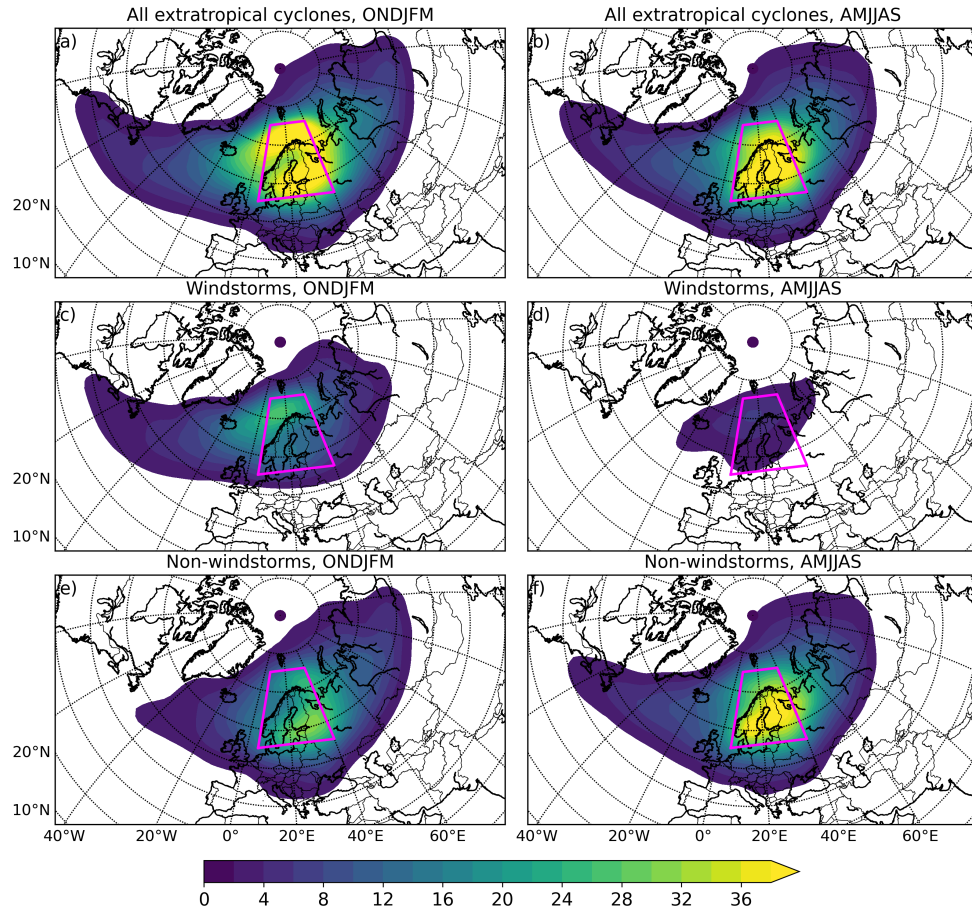 All extratropical cyclones, ONDJFM
All extratropical cyclones, AMJJAS
a)
b)
20°N
10°N
Windstorms, ONDJFM
Windstorms, AMJJAS
c)
d)
20°N
10°N
Non-windstorms, ONDJFM
Non-windstorms, AMJJAS
e)
f)
20°N
10°N
40°W 20°W 0° 20°E 40°E 60°E
40°W 20°W 0° 20°E 40°E 60°E
0 4 8 12 16 20 24 28 32 36